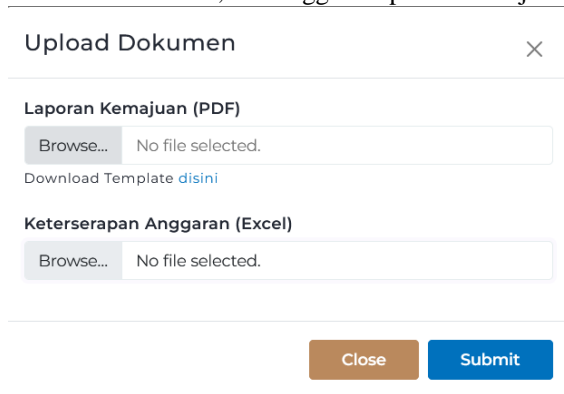 Upload Dokumen
Laporan Kemajuan (PDF)
Browse... No file selected.
Download Template disini
Keterserapan Anggaran (Excel)
Browse... No file selected.
Close Submit